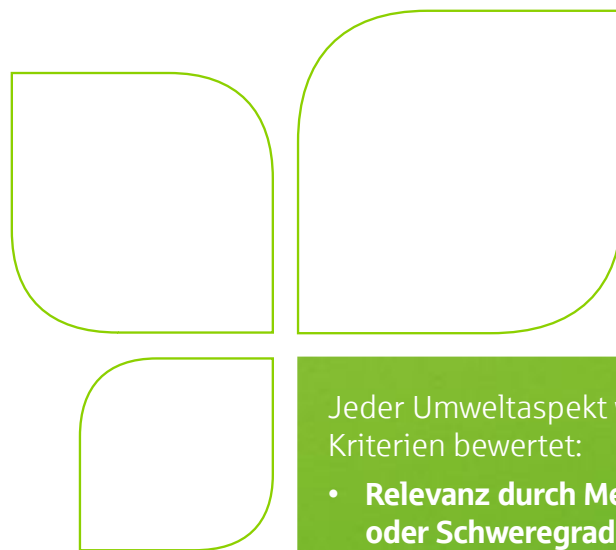 Jeder Umweltaspekt
Kriterien bewertet:
• Relevanz durch
oder Schweregrad